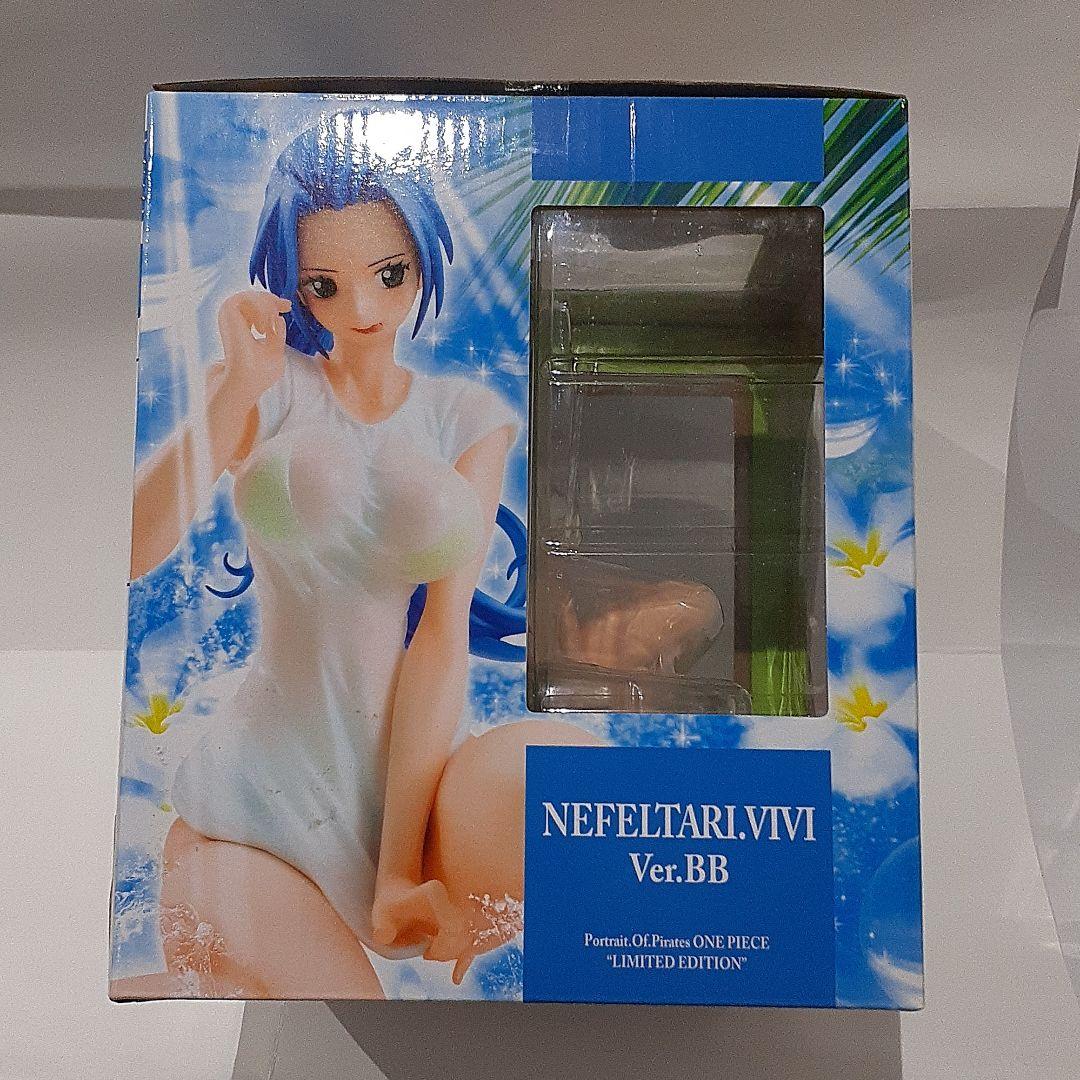 NEFELTARI.VIVI
Ver.BB
Portrait.Of.Pirates ONE PIECE
“LIMITED EDITION”